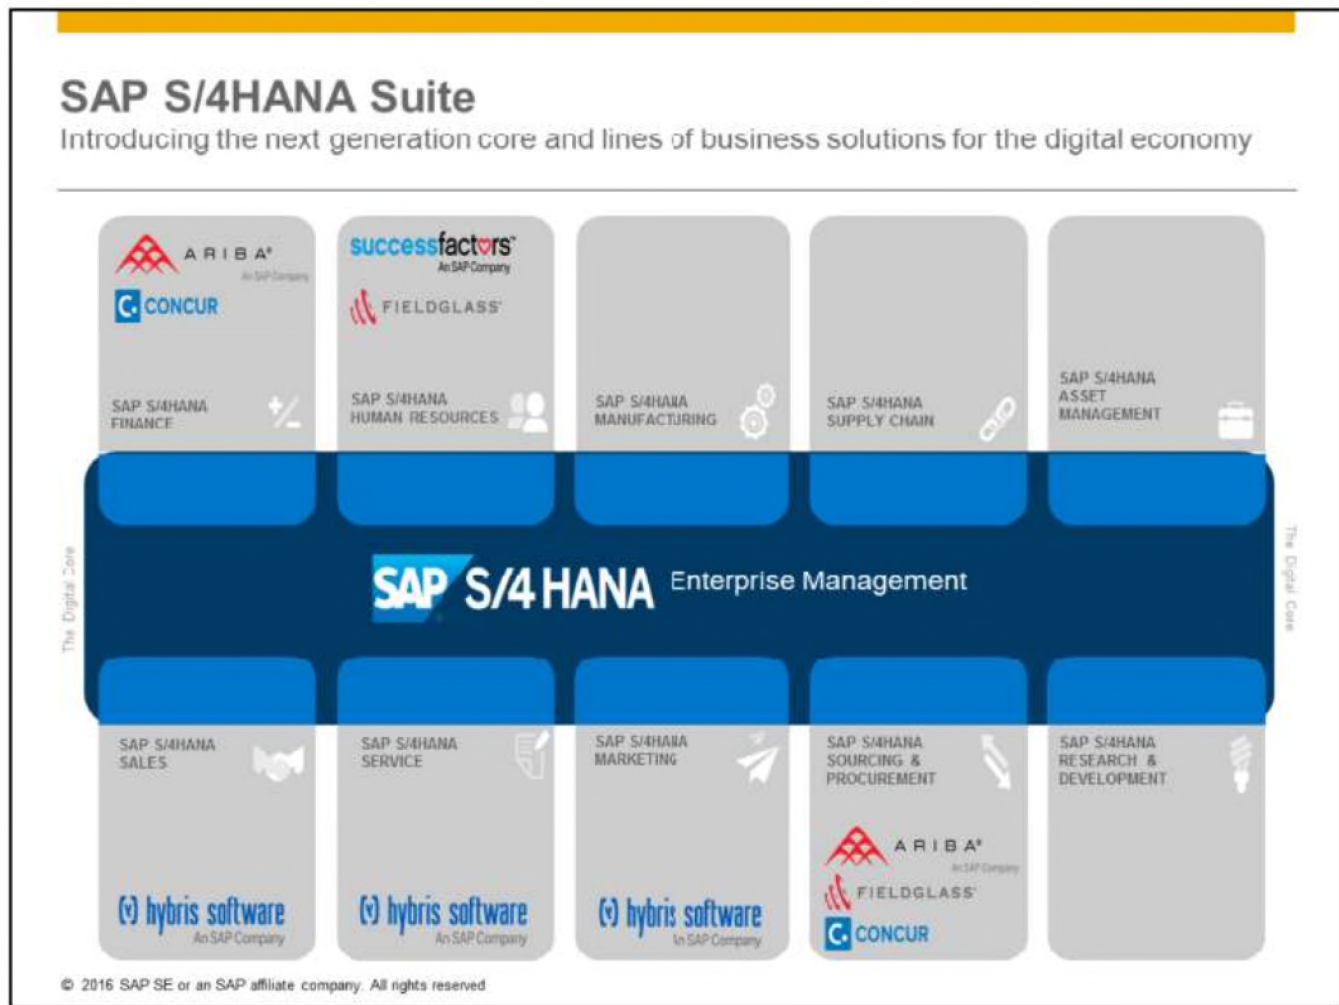 SAP S/4HANA Suite
Introducing the next generation core and lines of business solutions for the digital economy
ARIBA®
An SAP Company
C. CONCUR
SAP S/4HANA
FINANCE
successfactors™
An SAP Company
FIELDGLASS®
SAP S/4HANA
HUMAN RESOURCES
SAP S/4HANA
MANUFACTURING
SAP S/4HANA
SUPPLY CHAIN
SAP S/4HANA
ASSET
MANAGEMENT
The Digital Core
SAP S/4HANA Enterprise Management
The Digital Core
SAP S/4HANA
SALES
hybris software
An SAP Company
SAP S/4HANA
SERVICE
hybris software
An SAP Company
SAP S/4HANA
MARKETING
hybris software
An SAP Company
SAP S/4HANA
SOURCING &
PROCUREMENT
ARIBA®
An SAP Company
FIELDGLASS®
C. CONCUR
SAP S/4HANA
RESEARCH &
DEVELOPMENT
© 2016 SAP SE or an SAP affiliate company. All rights reserved